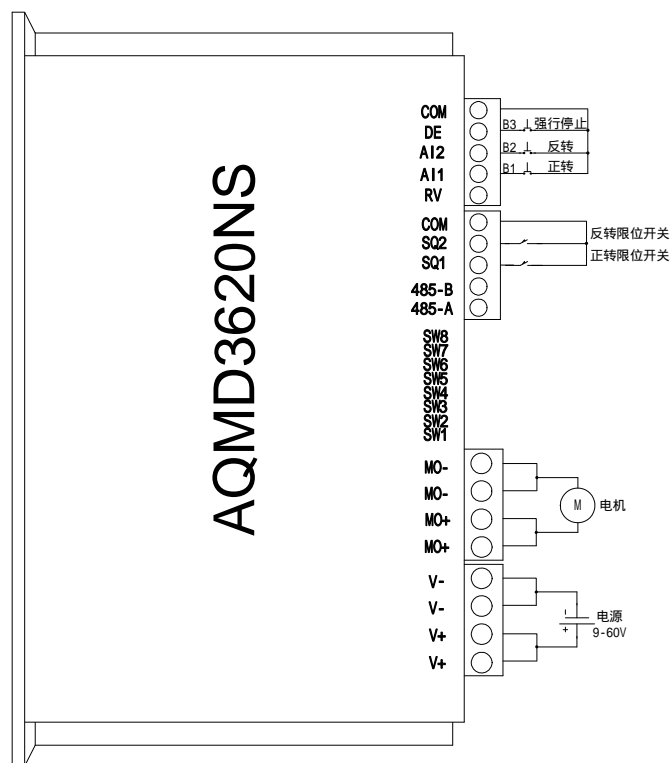 AQMD3620NS
COM
DE B3 强行停止
AI2 B2 反转
AI1 B1 正转
RV
COM
SQ2 反转限位开关
SQ1 正转限位开关
485-B
485-A
SW8
SW7
SW6
SW5
SW4
SW3
SW2
SW1
MO-
MO-
M 电机
MO+
MO+
V-
V-
- 电源
V+ + 9-60V
V+